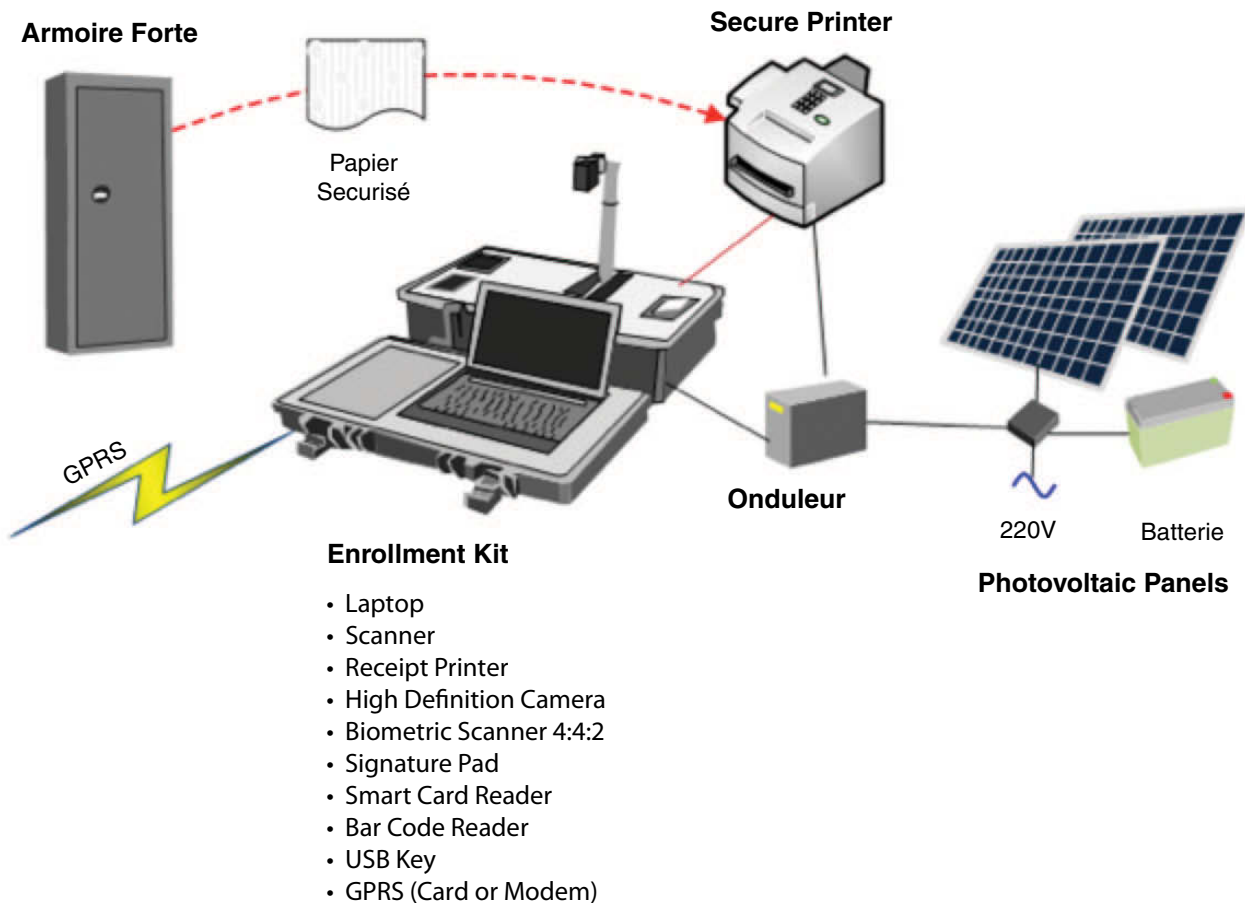 Armoire Forte
Secure Printer
Papier
Securisé
GPRS
Onduleur
220V
Batterie
Photovoltaic Panels
Enrollment Kit
• Laptop
• Scanner
• Receipt Printer
• High Definition Camera
• Biometric Scanner 4:4:2
• Signature Pad
• Smart Card Reader
• Bar Code Reader
• USB Key
• GPRS (Card or Modem)